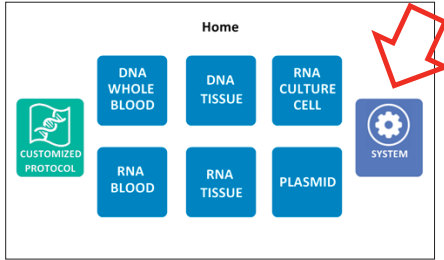 Home
DNA
WHOLE
BLOOD
DNA
TISSUE
RNA
CULTURE
CELL
CUSTOMIZED
PROTOCOL
SYSTEM
RNA
BLOOD
RNA
TISSUE
PLASMID